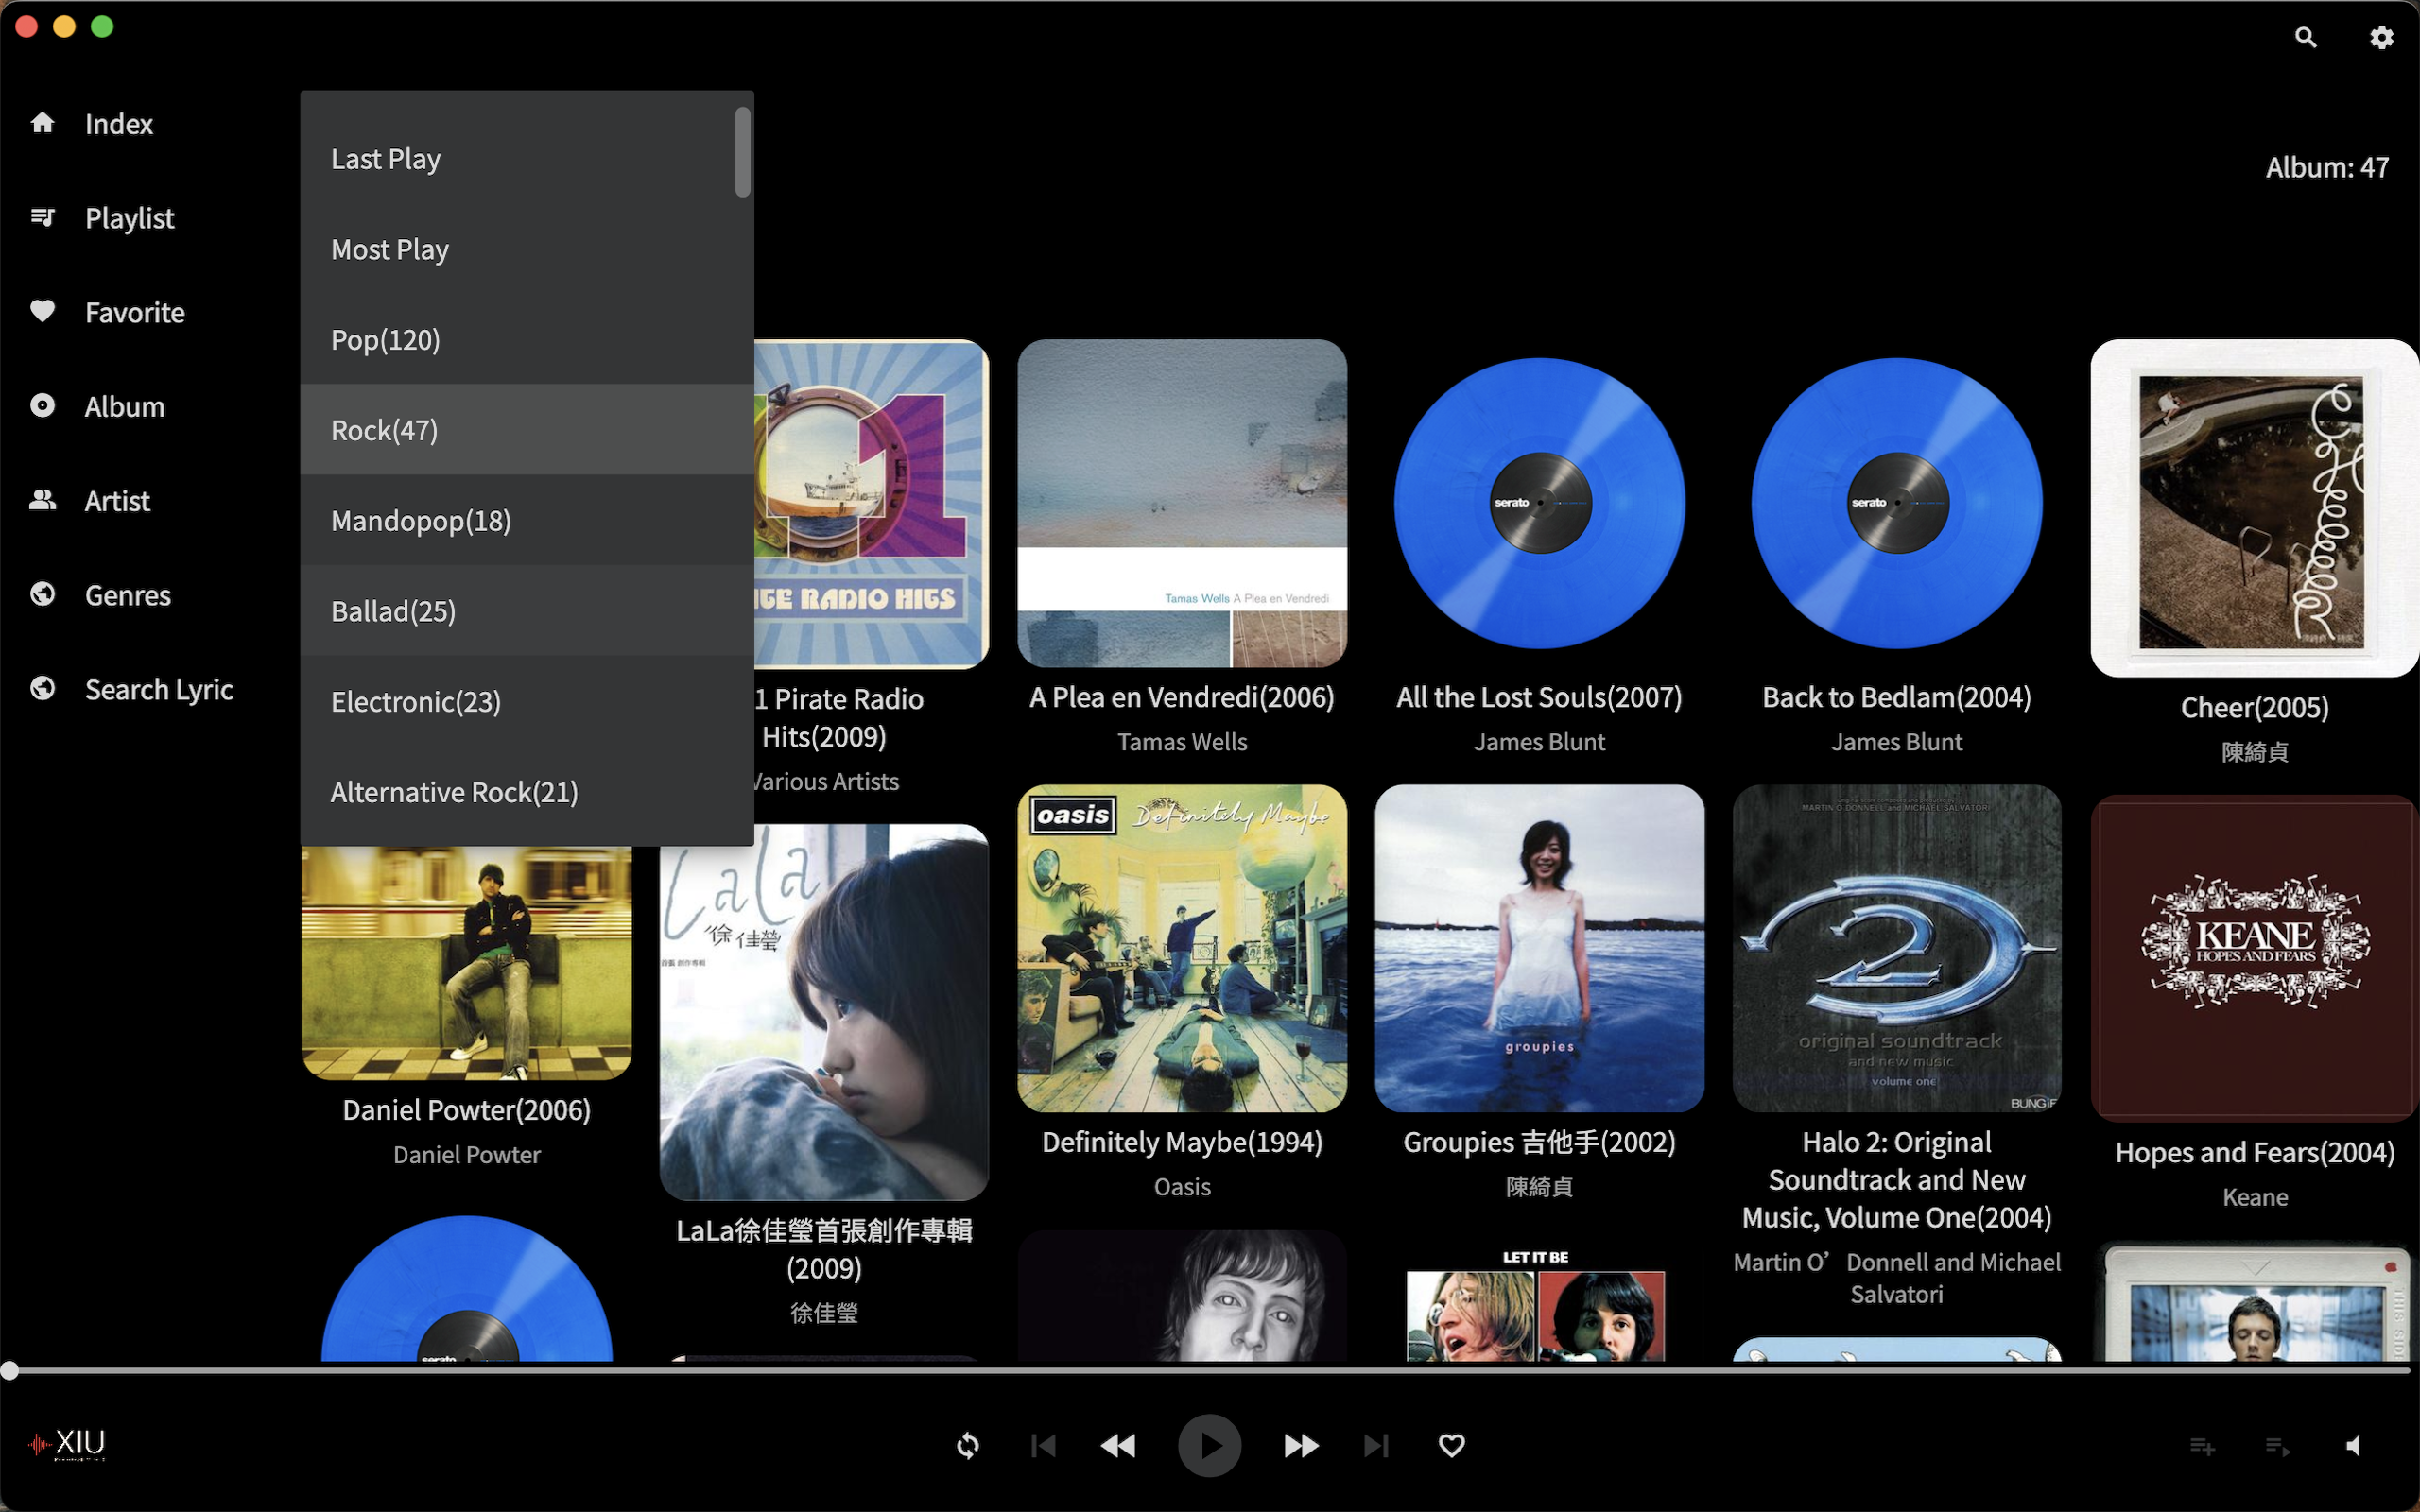 Index
Playlist
Favorite
Album
Artist
Genres
Search Lyric
Last Play
Most Play
Pop(120)
Rock(47)
Mandopop(18)
Ballad(25)
Electronic(23)
Alternative Rock(21)
Album: 47
1
RADIO HITS
1 Pirate Radio
Hits(2009)
Various Artists
Tamas Wells A Plea en Vendredi
A Plea en Vendredi(2006)
Tamas Wells
serato
All the Lost Souls(2007)
James Blunt
serato
Back to Bedlam(2004)
James Blunt
Cheer(2005)
陳綺貞
Daniel Powter(2006)
Daniel Powter
LaLa
徐佳瑩
首張創作專輯
LaLa徐佳瑩首張創作專輯
(2009)
徐佳瑩
oasis Definitely Maybe
Definitely Maybe(1994)
Oasis
groupies
Groupies 吉他手(2002)
陳綺貞
MARTIN O'DONNELL and MICHAEL SALVATORI
2
original soundtrack
and new music
volume one
BUNGIE
Halo 2: Original
Soundtrack and New
Music, Volume One(2004)
Martin O’Donnell and Michael
Salvatori
KEANE
HOPES AND FEARS
Hopes and Fears(2004)
Keane
serato
LET IT BE
XIU